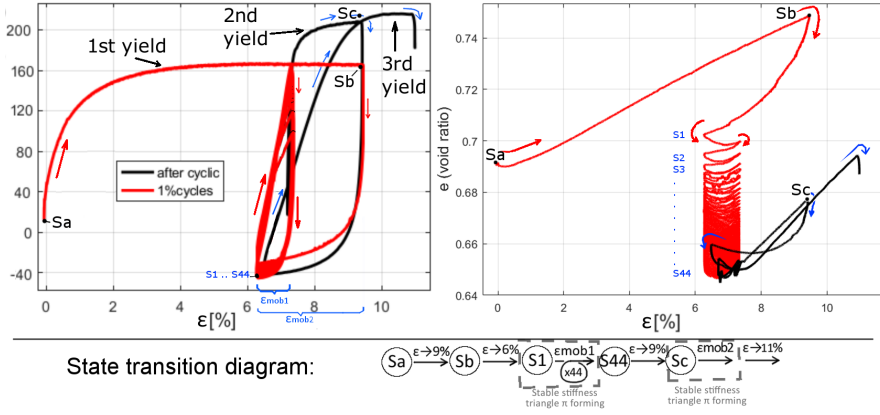 200
160
120
80
40
0
-40
0
2
4
6
8
10
ε[%]
1st yield
2nd
yield
3rd
yield
Sa
Sb
Sc
after cyclic
1%cycles
S1 .. S44
εmob1
εmob2
e (void ratio)
0.74
0.72
0.7
0.68
0.66
0.64
0
2
4
6
8
10
ε[%]
Sa
Sb
Sc
S1
S2
S3
S44
State transition diagram:
Sa ε→9% Sb ε→6% S1 εmob1 S44 ε→9% Sc εmob2 ε→11%
x44
Stable stiffness
triangle π forming
Stable stiffness
triangle π forming